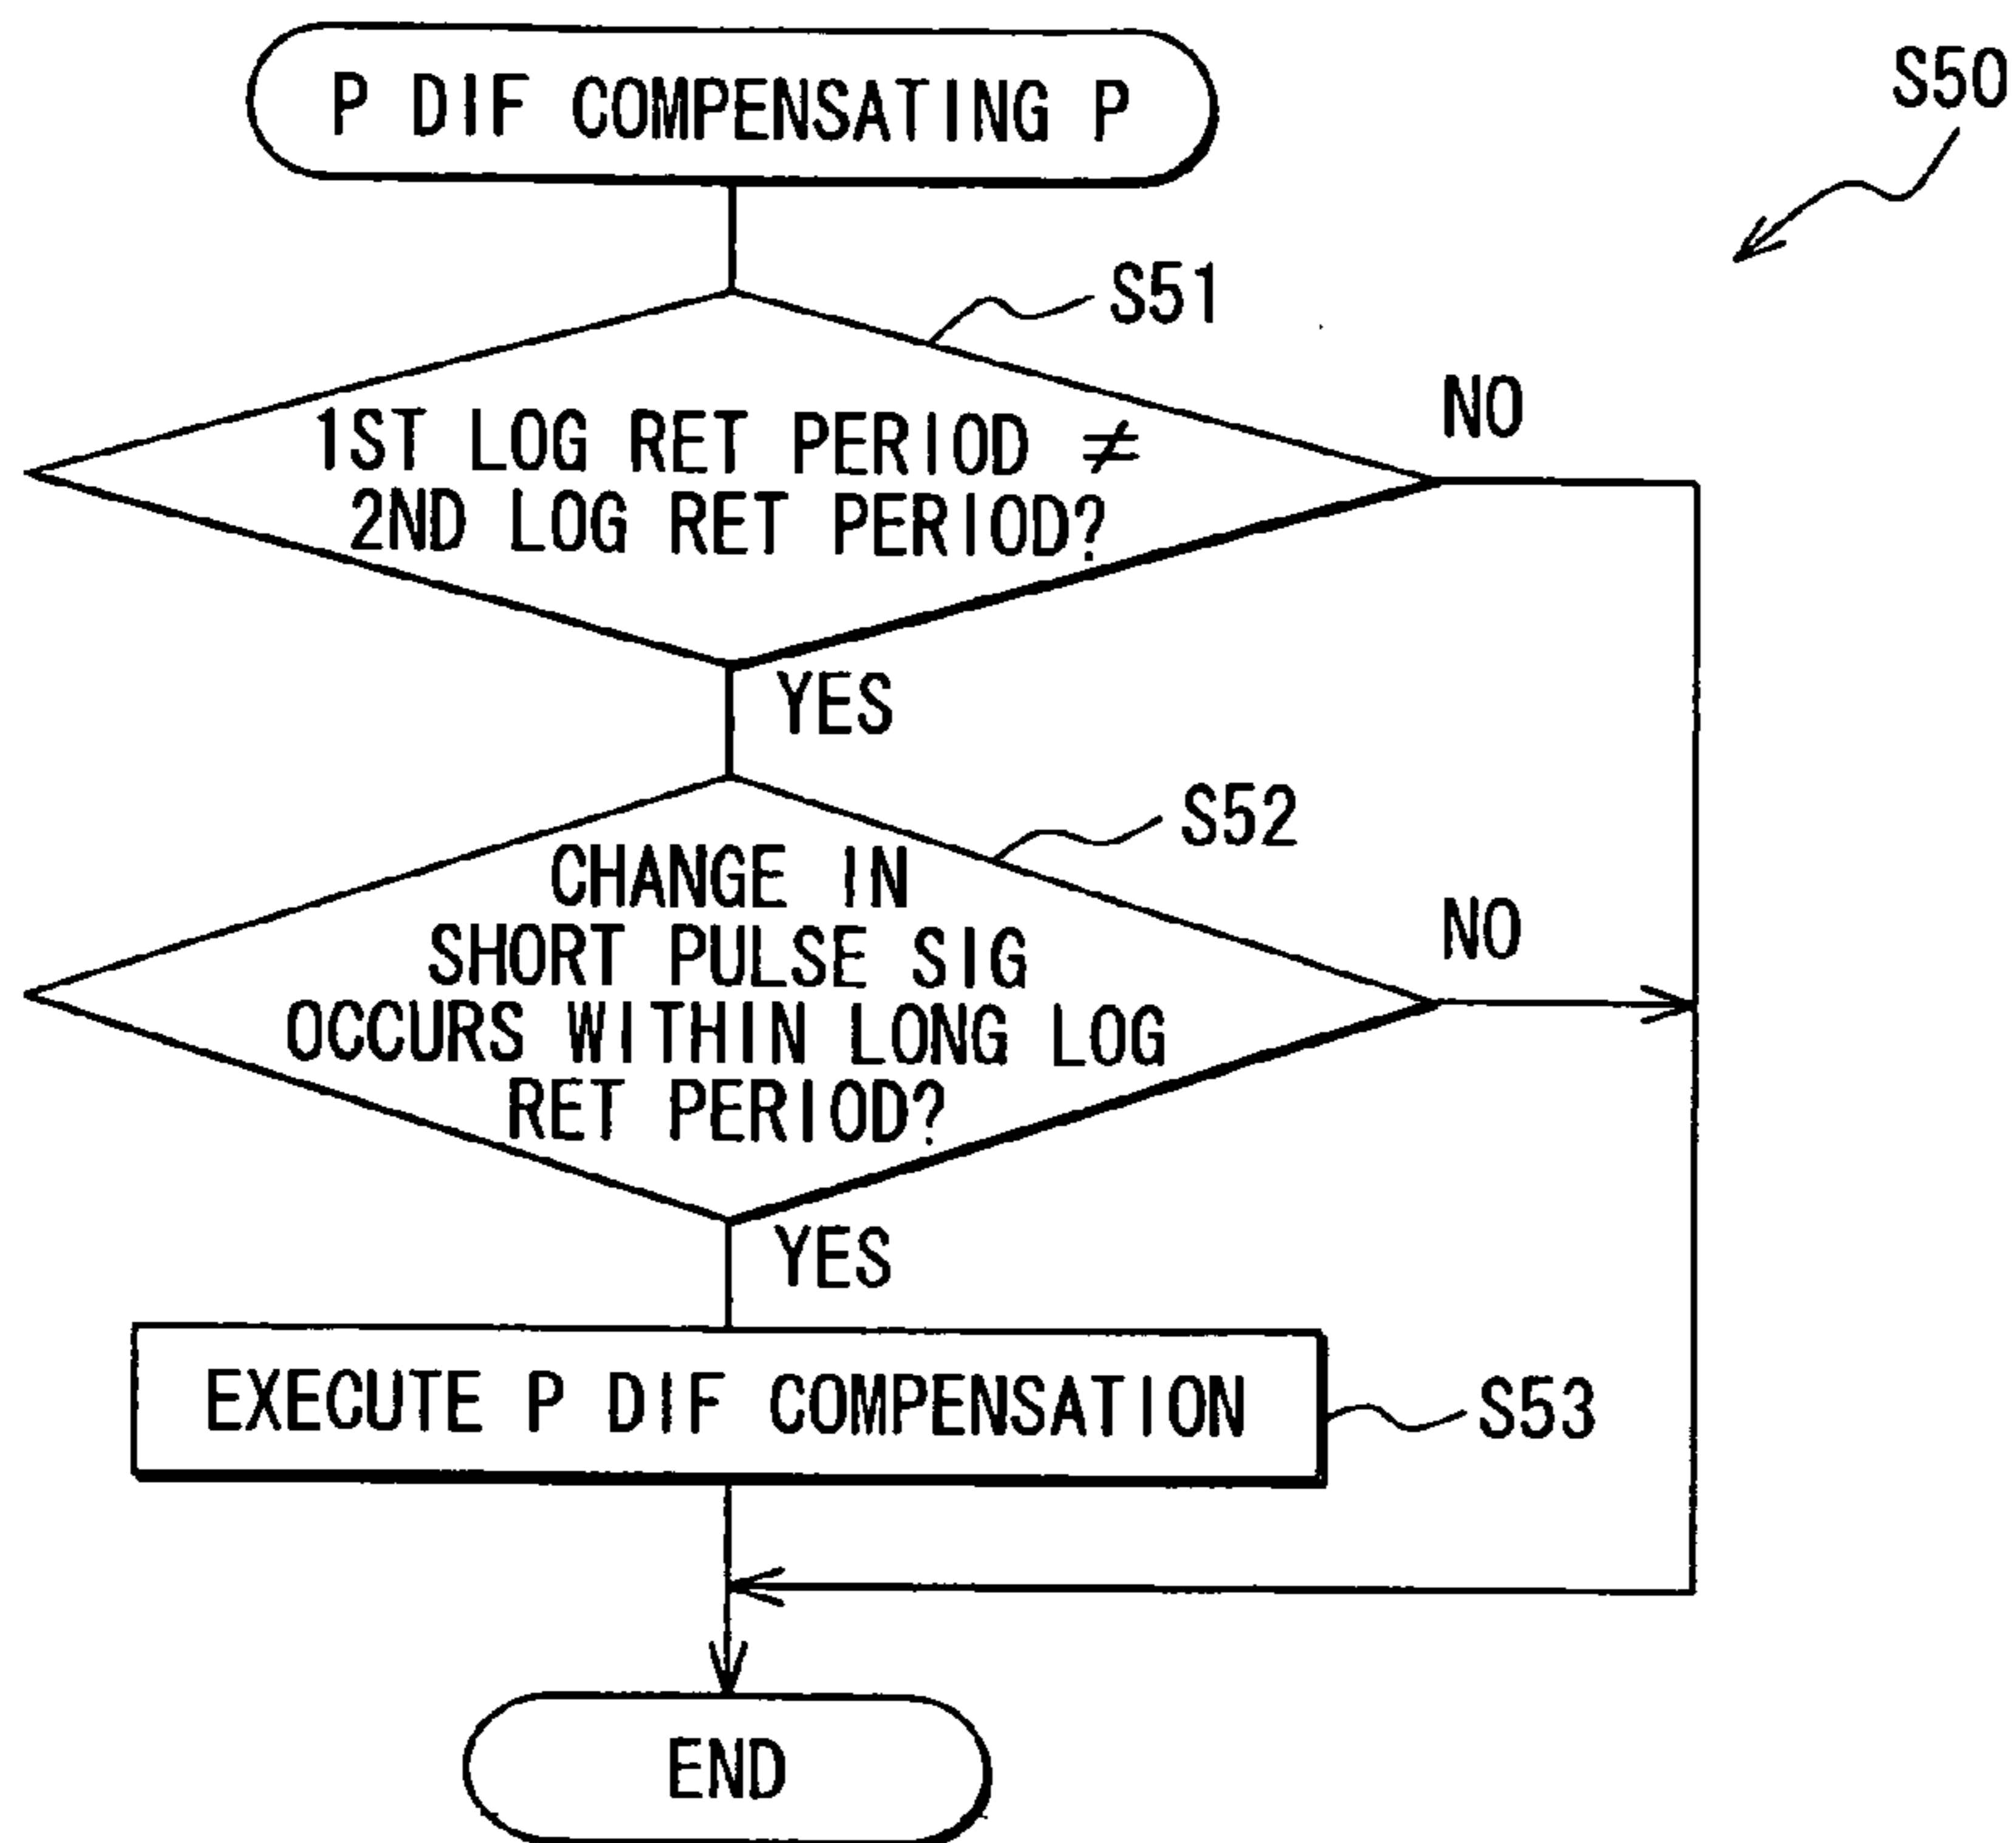 P DIF COMPENSATING P
S50
S51
1ST LOG RET PERIOD ≠
2ND LOG RET PERIOD?
NO
YES
S52
CHANGE IN
SHORT PULSE SIG
OCCURS WITHIN LONG LOG
RET PERIOD?
NO
YES
EXECUTE P DIF COMPENSATION
S53
END